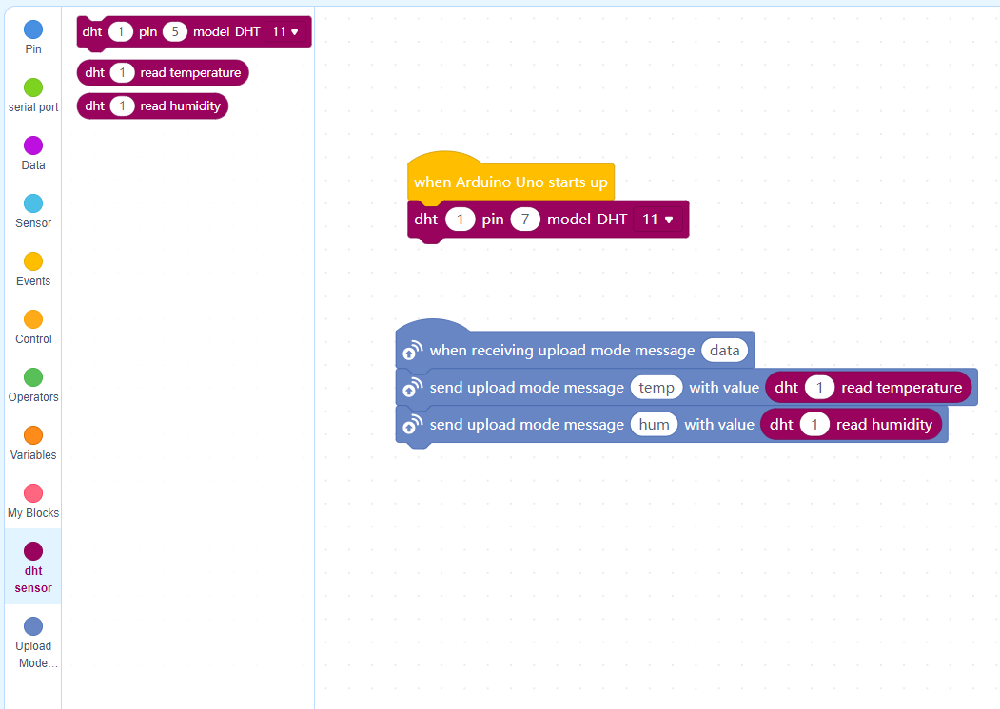 Pin
serial port
Data
Sensor
Events
Control
Operators
Variables
My Blocks
dht
sensor
Upload
Mode...
dht 1 pin 5 model DHT 11
dht 1 read temperature
dht 1 read humidity
when Arduino Uno starts up
dht 1 pin 7 model DHT 11
when receiving upload mode message data
send upload mode message temp with value dht 1 read temperature
send upload mode message hum with value dht 1 read humidity